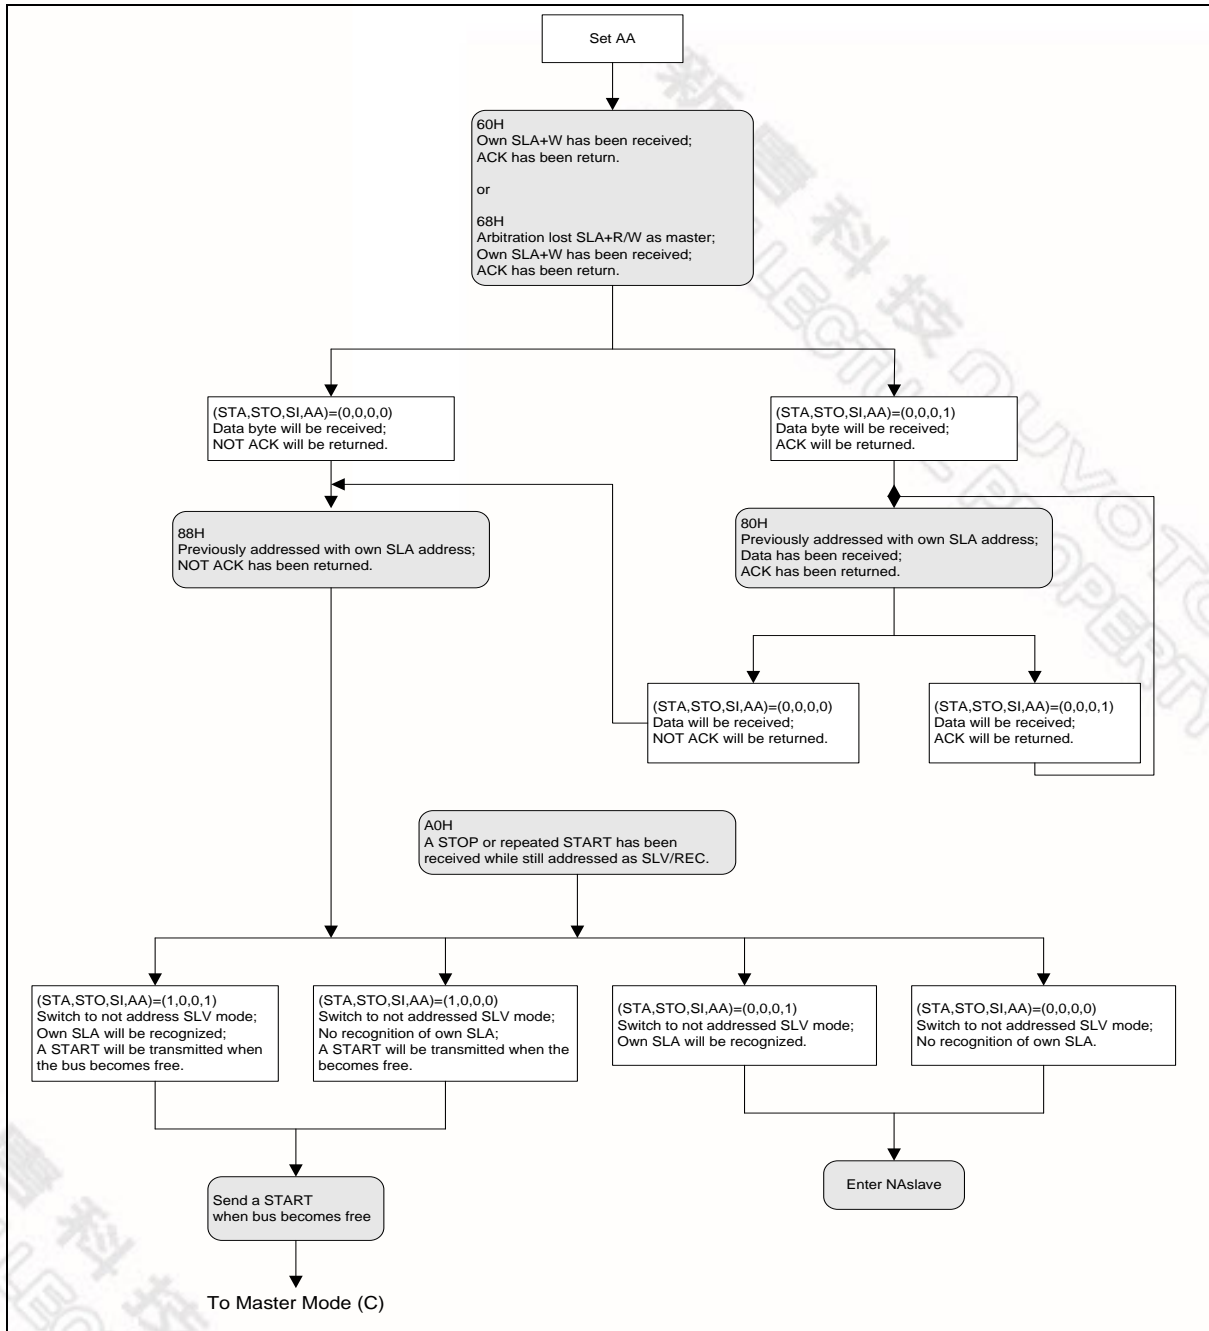 Set AA
60H
Own SLA+W has been received;
ACK has been return.
or
68H
Arbitration lost SLA+R/W as master;
Own SLA+W has been received;
ACK has been return.
(STA,STO,SI,AA)=(0,0,0,0)
Data byte will be received;
NOT ACK will be returned.
(STA,STO,SI,AA)=(0,0,0,1)
Data byte will be received;
ACK will be returned.
88H
Previously addressed with own SLA address;
NOT ACK has been returned.
80H
Previously addressed with own SLA address;
Data has been received;
ACK has been returned.
(STA,STO,SI,AA)=(0,0,0,0)
Data will be received;
NOT ACK will be returned.
(STA,STO,SI,AA)=(0,0,0,1)
Data will be received;
ACK will be returned.
A0H
A STOP or repeated START has been
received while still addressed as SLV/REC.
(STA,STO,SI,AA)=(1,0,0,1)
Switch to not address SLV mode;
Own SLA will be recognized;
A START will be transmitted when
the bus becomes free.
(STA,STO,SI,AA)=(1,0,0,0)
Switch to not addressed SLV mode;
No recognition of own SLA;
A START will be transmitted when the
becomes free.
(STA,STO,SI,AA)=(0,0,0,1)
Switch to not addressed SLV mode;
Own SLA will be recognized.
(STA,STO,SI,AA)=(0,0,0,0)
Switch to not addressed SLV mode;
No recognition of own SLA.
Send a START
when bus becomes free
Enter NAslave
To Master Mode (C)